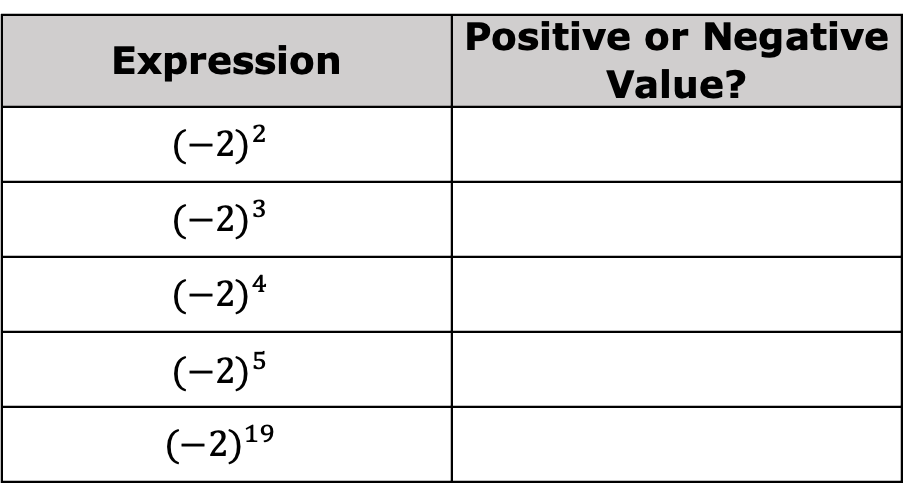 Expression
Positive or Negative
Value?
(−2)²
(−2)³
(−2)⁴
(−2)⁵
(−2)¹⁹